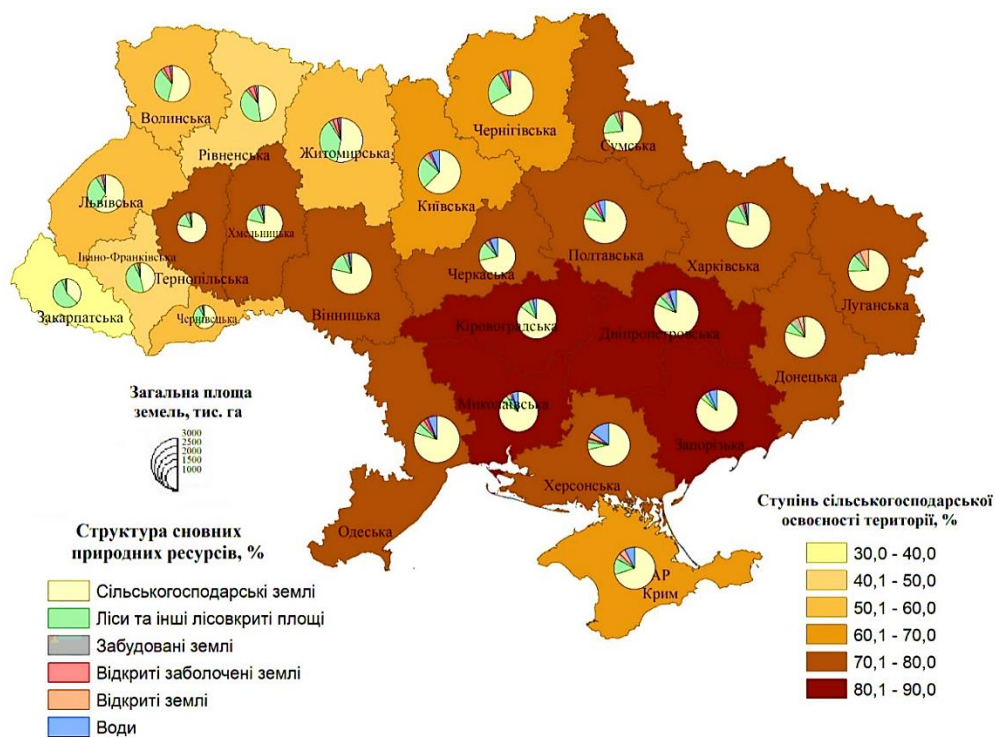 Волинська
Рівненська
Житомирська
Чернігівська
Сумська
Київська
Львівська
Хмельницька
Івано-Франківська
Тернопільська
Закарпатська
Чернівецька
Вінницька
Черкаська
Полтавська
Харківська
Луганська
Кіровоградська
Дніпропетровська
Донецька
Миколаївська
Запорізька
Херсонська
Одеська
АР
Крим
Загальна площа
земель, тис. га
3000
2500
2000
1500
1000
Структура сновних
природних ресурсів, %
Сільськогосподарські землі
Ліси та інші лісовкриті площі
Забудовані землі
Відкриті заболочені землі
Відкриті землі
Води
Ступінь сільськогосподарської
освоєності території, %
30,0 - 40,0
40,1 - 50,0
50,1 - 60,0
60,1 - 70,0
70,1 - 80,0
80,1 - 90,0